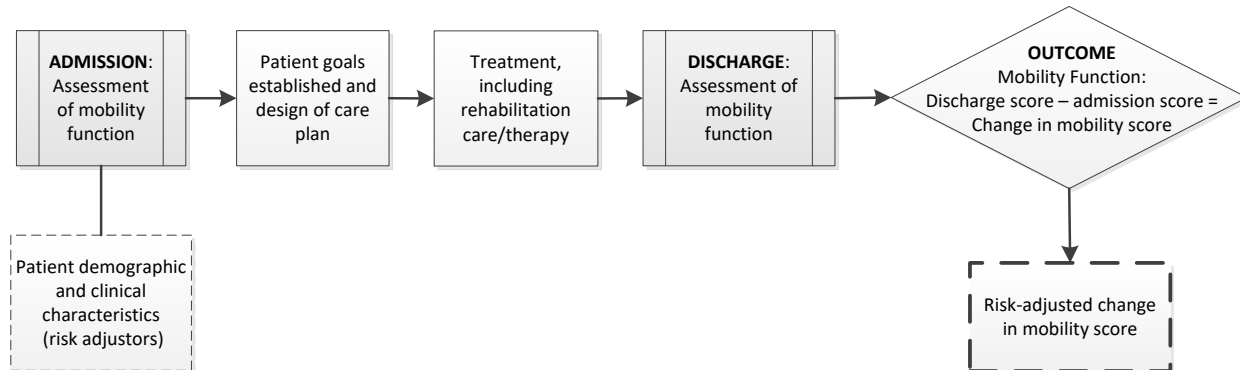 ADMISSION:
Assessment
of mobility
function
Patient goals
established and
design of care
plan
Treatment,
including
rehabilitation
care/therapy
DISCHARGE:
Assessment of
mobility
function
OUTCOME
Mobility Function:
Discharge score – admission score =
Change in mobility score
Patient demographic
and clinical
characteristics
(risk adjustors)
Risk-adjusted change
in mobility score